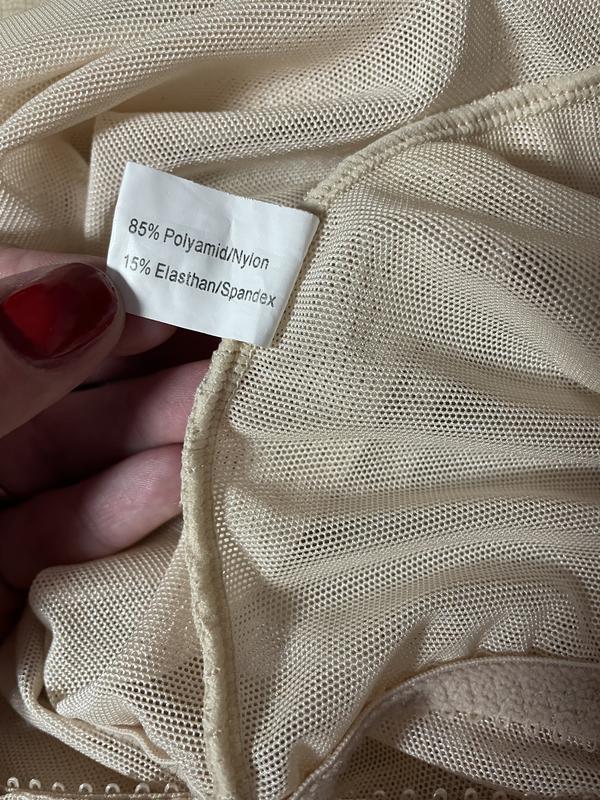 85% Polyamid/Nylon
15% Elasthan/Spandex